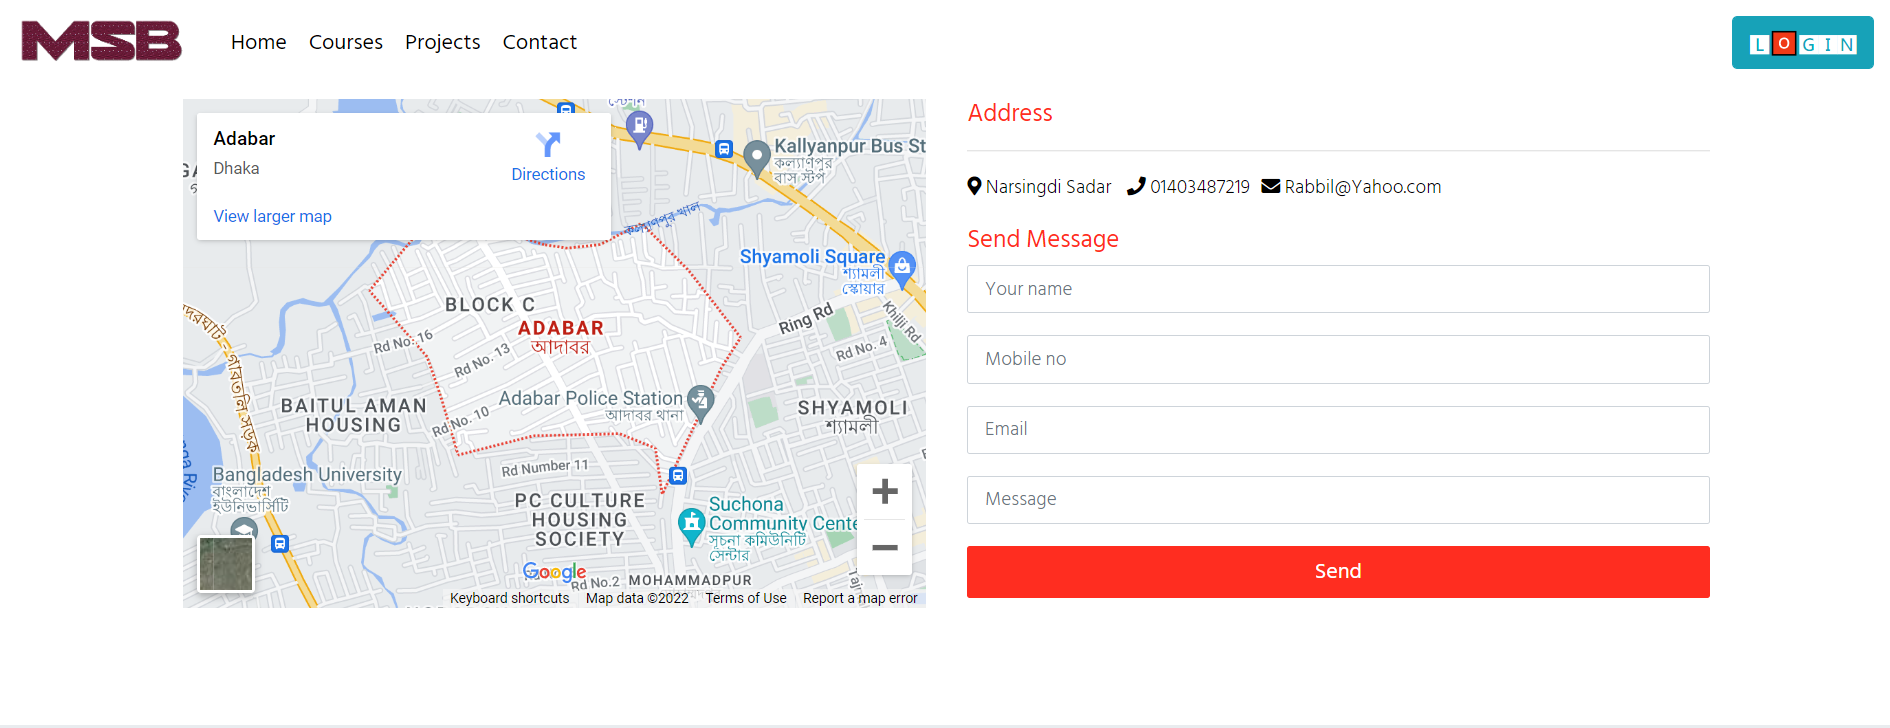 MSB
Home Courses Projects Contact
LOGIN
Adabar
Dhaka
Directions
View larger map
Kallyanpur Bus St
কল্যাণপুর
বাস স্টপ
কল্যাণপুর খাল
Shyamoli Square
শ্যামলী
স্কোয়ার
BLOCK C
ADABAR
আদাবর
Ring Rd
Khilji Rd
Rd No. 16
Rd No. 13
Rd No. 4
Adabar Police Station
আদাবর থানা
BAITUL AMAN
HOUSING
Rd No. 10
SHYAMOLI
শ্যামলী
Rd Number 11
Bangladesh University
বাংলাদেশ
ইউনিভার্সিটি
PC CULTURE
HOUSING
SOCIETY
Suchona
Community Cente
সূচনা কমিউনিটি
সেন্টার
Google
Rd No.2
MOHAMMADPUR
Keyboard shortcuts Map data ©2022 Terms of Use Report a map error
Address
Narsingdi Sadar 01403487219 Rabbil@Yahoo.com
Send Message
Your name
Mobile no
Email
Message
Send